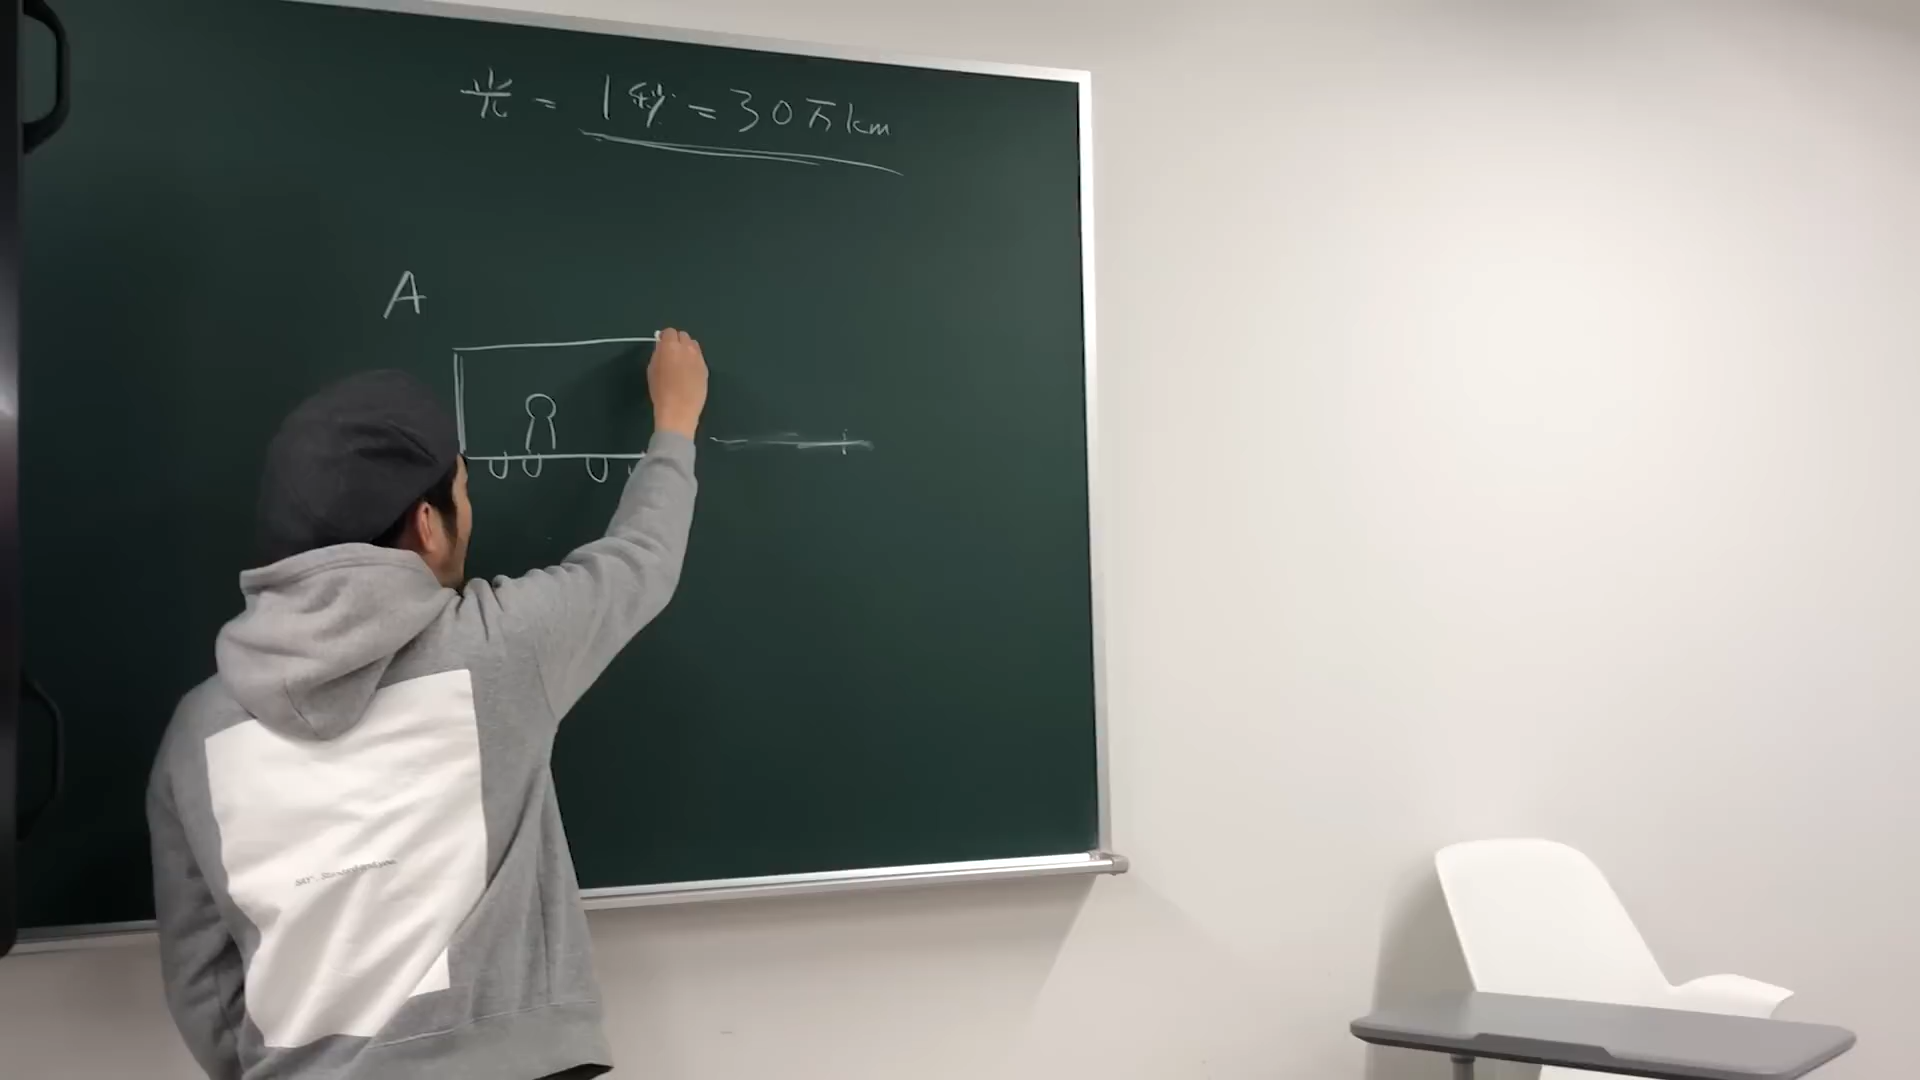 光 = 1秒 = 30万km
A